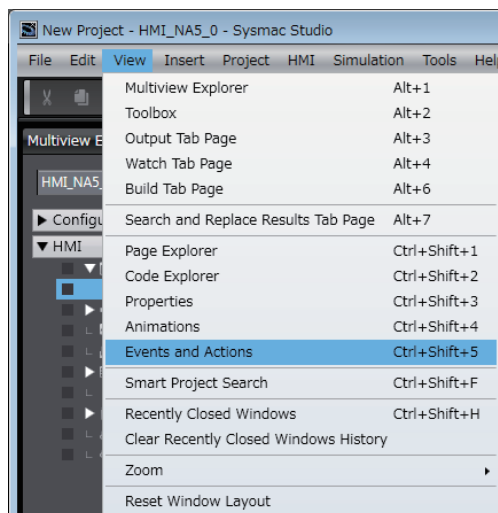 New Project - HMI_NA5_0 - Sysmac Studio
File Edit View Insert Project HMI Simulation Tools
Multiview Explorer Alt+1
Toolbox Alt+2
Output Tab Page Alt+3
Watch Tab Page Alt+4
Build Tab Page Alt+6
Search and Replace Results Tab Page Alt+7
Page Explorer Ctrl+Shift+1
Code Explorer Ctrl+Shift+2
Properties Ctrl+Shift+3
Animations Ctrl+Shift+4
Events and Actions Ctrl+Shift+5
Smart Project Search Ctrl+Shift+F
Recently Closed Windows Ctrl+Shift+H
Clear Recently Closed Windows History
Zoom
Reset Window Layout
Multiview E
HMI_NA5_
Configu
HMI